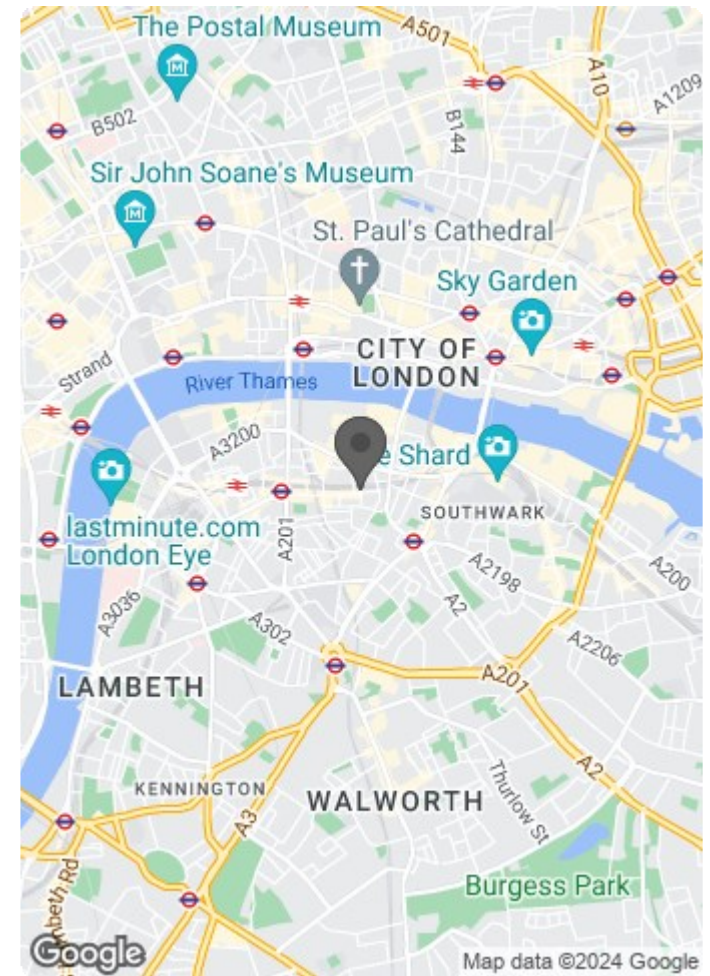 The Postal Museum
A501
A10
A1209
B502
B144
Sir John Soane's Museum
St. Paul's Cathedral
Sky Garden
CITY OF
LONDON
Strand
River Thames
A3200
e Shard
SOUTHWARK
lastminute.com
London Eye
A201
A2198
A200
A3036
A302
A2
A2206
LAMBETH
A201
A2
KENNINGTON
A3
WALWORTH
Thurlow St
Burgess Park
mbeth Rd
Google
Map data ©2024 Google